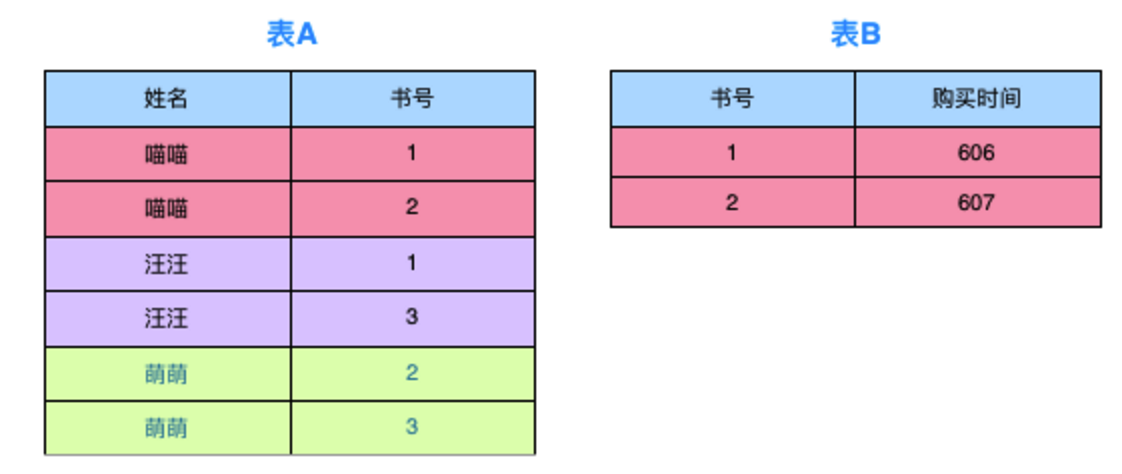 表A
姓名 书号
喵喵 1
喵喵 2
汪汪 1
汪汪 3
萌萌 2
萌萌 3
表B
书号 购买时间
1 606
2 607